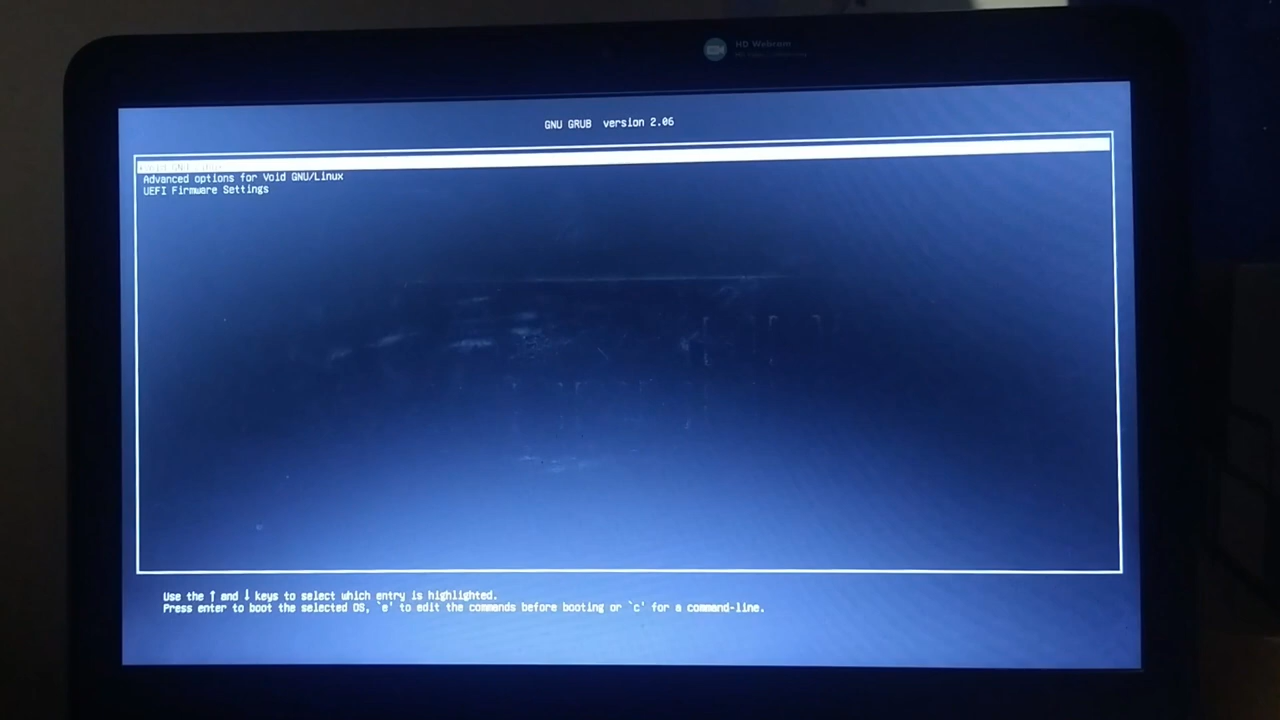 HD Webcam
GNU GRUB version 2.06
Advanced options for Void GNU/Linux
UEFI Firmware Settings
Use the ↑ and ↓ keys to select which entry is highlighted.
Press enter to boot the selected OS, `e' to edit the commands before booting or `c' for a command-line.